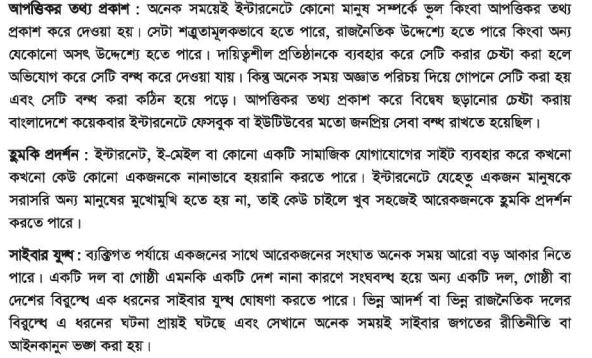 আপত্তিকর তথ্য প্রকাশ : অনেক সময়েই ইন্টারনেটে কোনো মানুষ সম্পর্কে ভুল কিংবা আপত্তিকর তথ্য
প্রকাশ করে দেওয়া হয়। সেটা শত্রুতামূলকভাবে হতে পারে, রাজনৈতিক উদ্দেশ্যে হতে পারে কিংবা অন্য
যেকোনো অসৎ উদ্দেশ্যে হতে পারে। দায়িত্বশীল প্রতিষ্ঠানকে ব্যবহার করে সেটি করার চেষ্টা করা হলে
অভিযোগ করে সেটি বন্ধ করে দেওয়া যায়। কিন্তু অনেক সময় অজ্ঞাত পরিচয় দিয়ে গোপনে সেটি করা হয়
এবং সেটি বন্ধ করা কঠিন হয়ে পড়ে। আপত্তিকর তথ্য প্রকাশ করে বিদ্বেষ ছড়ানোর চেষ্টা করায়
বাংলাদেশে কয়েকবার ইন্টারনেটে ফেসবুক বা ইউটিউবের মতো জনপ্রিয় সেবা বন্ধ রাখতে হয়েছিল।
হুমকি প্রদর্শন : ইন্টারনেট, ই-মেইল বা কোনো একটি সামাজিক যোগাযোগের সাইট ব্যবহার করে কখনো
কখনো কেউ কোনো একজনকে নানাভাবে হয়রানি করতে পারে। ইন্টারনেটে যেহেতু একজন মানুষকে
সরাসরি অন্য মানুষের মুখোমুখি হতে হয় না, তাই কেউ চাইলে খুব সহজেই আরেকজনকে হুমকি প্রদর্শন
করতে পারে।
সাইবার যুদ্ধ : ব্যক্তিগত পর্যায়ে একজনের সাথে আরেকজনের সংঘাত অনেক সময় আরো বড় আকার নিতে
পারে। একটি দল বা গোষ্ঠী এমনকি একটি দেশ নানা কারণে সংঘবদ্ধ হয়ে অন্য একটি দল, গোষ্ঠী বা
দেশের বিরুদ্ধে এক ধরনের সাইবার যুদ্ধ ঘোষণা করতে পারে। ভিন্ন আদর্শ বা ভিন্ন রাজনৈতিক দলের
বিরুদ্ধে এ ধরনের ঘটনা প্রায়ই ঘটছে এবং সেখানে অনেক সময়ই সাইবার জগতের রীতিনীতি বা
আইনকানুন ভঙ্গ করা হয়।